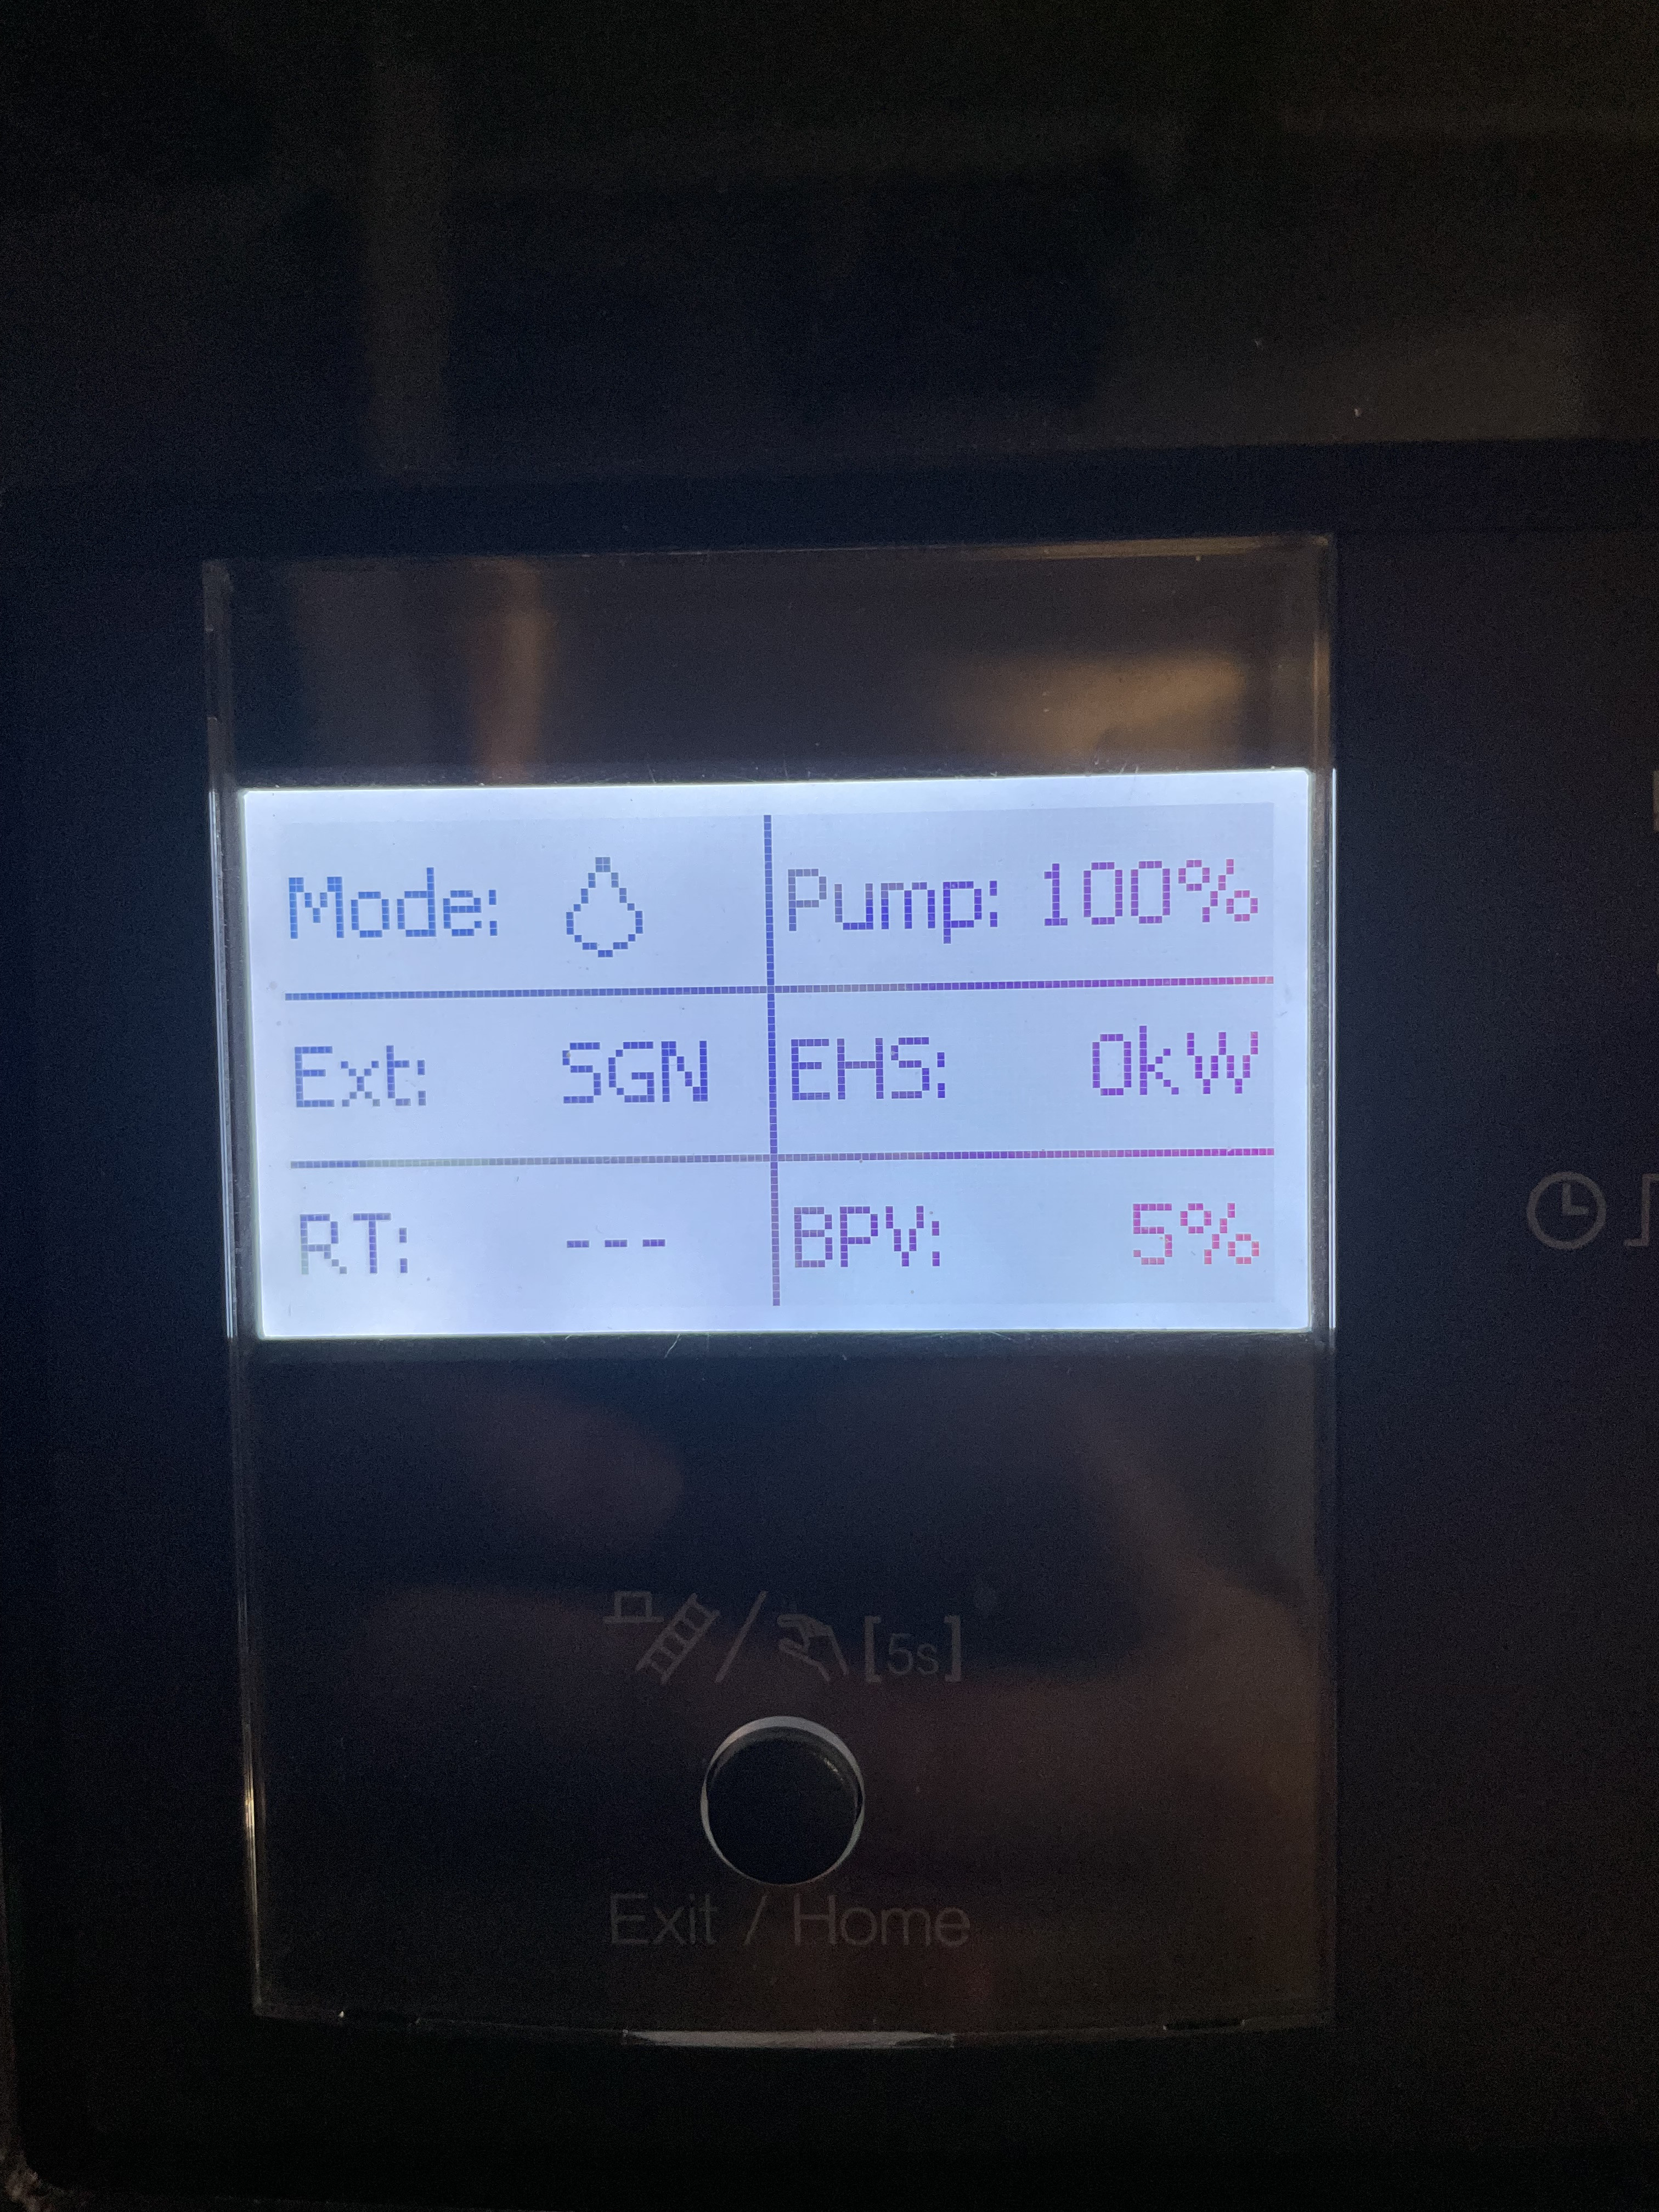 Mode: Pump: 100%
Ext: SGN EHS: 0kW
RT: --- BPV: 5%
/ [5s]
Exit / Home